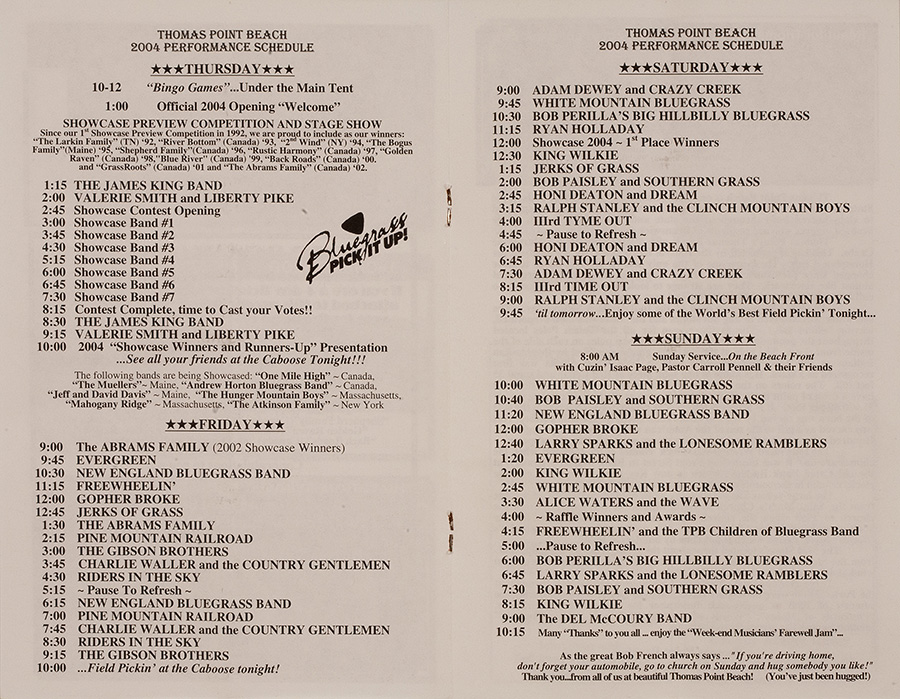 THOMAS POINT BEACH
2004 PERFORMANCE SCHEDULE
★★★THURSDAY★★★
10-12 “Bingo Games”...Under the Main Tent
1:00 Official 2004 Opening “Welcome”
SHOWCASE PREVIEW COMPETITION AND STAGE SHOW
Since our 1st Showcase Preview Competition in 1992, we are proud to include as our winners:
“The Larkin Family” (TN) ‘92, “River Bottom” (Canada) ‘93, “2nd Wind” (NY) ‘94, “The Bogus
Family”(Maine) ‘95, “Shepherd Family”(Canada) ‘96, “Rustic Harmony” (Canada) ‘97, “Golden
Raven” (Canada) ‘98,”Blue River” (Canada) ’99, “Back Roads” (Canada) ‘00.
and “GrassRoots” (Canada) ‘01 and “The Abrams Family” (Canada) ‘02.
1:15 THE JAMES KING BAND
2:00 VALERIE SMITH and LIBERTY PIKE
2:45 Showcase Contest Opening
3:00 Showcase Band #1
3:45 Showcase Band #2
4:30 Showcase Band #3
5:15 Showcase Band #4
6:00 Showcase Band #5
6:45 Showcase Band #6
7:30 Showcase Band #7
8:15 Contest Complete, time to Cast your Votes!!
8:30 THE JAMES KING BAND
9:15 VALERIE SMITH and LIBERTY PIKE
10:00 2004 “Showcase Winners and Runners-Up” Presentation
...See all your friends at the Caboose Tonight!!!
Bluegrass
PICK IT UP!
The following bands are being Showcased: “One Mile High” ~ Canada,
“The Muellers”~ Maine, “Andrew Horton Bluegrass Band” ~ Canada,
“Jeff and David Davis” ~ Maine, “The Hunger Mountain Boys” ~ Massachusetts,
“Mahogany Ridge” ~ Massachusetts, “The Atkinson Family” ~ New York
★★★FRIDAY★★★
9:00 The ABRAMS FAMILY (2002 Showcase Winners)
9:45 EVERGREEN
10:30 NEW ENGLAND BLUEGRASS BAND
11:15 FREEWHEELIN’
12:00 GOPHER BROKE
12:45 JERKS OF GRASS
1:30 THE ABRAMS FAMILY
2:15 PINE MOUNTAIN RAILROAD
3:00 THE GIBSON BROTHERS
3:45 CHARLIE WALLER and the COUNTRY GENTLEMEN
4:30 RIDERS IN THE SKY
5:15 ~ Pause To Refresh ~
6:15 NEW ENGLAND BLUEGRASS BAND
7:00 PINE MOUNTAIN RAILROAD
7:45 CHARLIE WALLER and the COUNTRY GENTLEMEN
8:30 RIDERS IN THE SKY
9:15 THE GIBSON BROTHERS
10:00 ...Field Pickin’ at the Caboose tonight!
THOMAS POINT BEACH
2004 PERFORMANCE SCHEDULE
★★★SATURDAY★★★
9:00 ADAM DEWEY and CRAZY CREEK
9:45 WHITE MOUNTAIN BLUEGRASS
10:30 BOB PERILLA’S BIG HILLBILLY BLUEGRASS
11:15 RYAN HOLLADAY
12:00 Showcase 2004 ~ 1st Place Winners
12:30 KING WILKIE
1:15 JERKS OF GRASS
2:00 BOB PAISLEY and SOUTHERN GRASS
2:45 HONI DEATON and DREAM
3:15 RALPH STANLEY and the CLINCH MOUNTAIN BOYS
4:00 IIIrd TYME OUT
4:45 ~ Pause to Refresh ~
6:00 HONI DEATON and DREAM
6:45 RYAN HOLLADAY
7:30 ADAM DEWEY and CRAZY CREEK
8:15 IIIrd TIME OUT
9:00 RALPH STANLEY and the CLINCH MOUNTAIN BOYS
9:45 ‘til tomorrow...Enjoy some of the World’s Best Field Pickin’ Tonight...
★★★SUNDAY★★★
8:00 AM Sunday Service...On the Beach Front
with Cuzin’ Isaac Page, Pastor Carroll Pennell & their Friends
10:00 WHITE MOUNTAIN BLUEGRASS
10:40 BOB PAISLEY and SOUTHERN GRASS
11:20 NEW ENGLAND BLUEGRASS BAND
12:00 GOPHER BROKE
12:40 LARRY SPARKS and the LONESOME RAMBLERS
1:20 EVERGREEN
2:00 KING WILKIE
2:45 WHITE MOUNTAIN BLUEGRASS
3:30 ALICE WATERS and the WAVE
4:00 ~ Raffle Winners and Awards ~
4:15 FREEWHEELIN’ and the TPB Children of Bluegrass Band
5:00 ...Pause to Refresh...
6:00 BOB PERILLA’S BIG HILLBILLY BLUEGRASS
6:45 LARRY SPARKS and the LONESOME RAMBLERS
7:30 BOB PAISLEY and SOUTHERN GRASS
8:15 KING WILKIE
9:00 The DEL McCOURY BAND
10:15 Many “Thanks” to you all ... enjoy the “Week-end Musicians’ Farewell Jam”...
As the great Bob French always says ..."If you're driving home,
don't forget your automobile, go to church on Sunday and hug somebody you like!"
Thank you...from all of us at beautiful Thomas Point Beach! (You’ve just been hugged!)